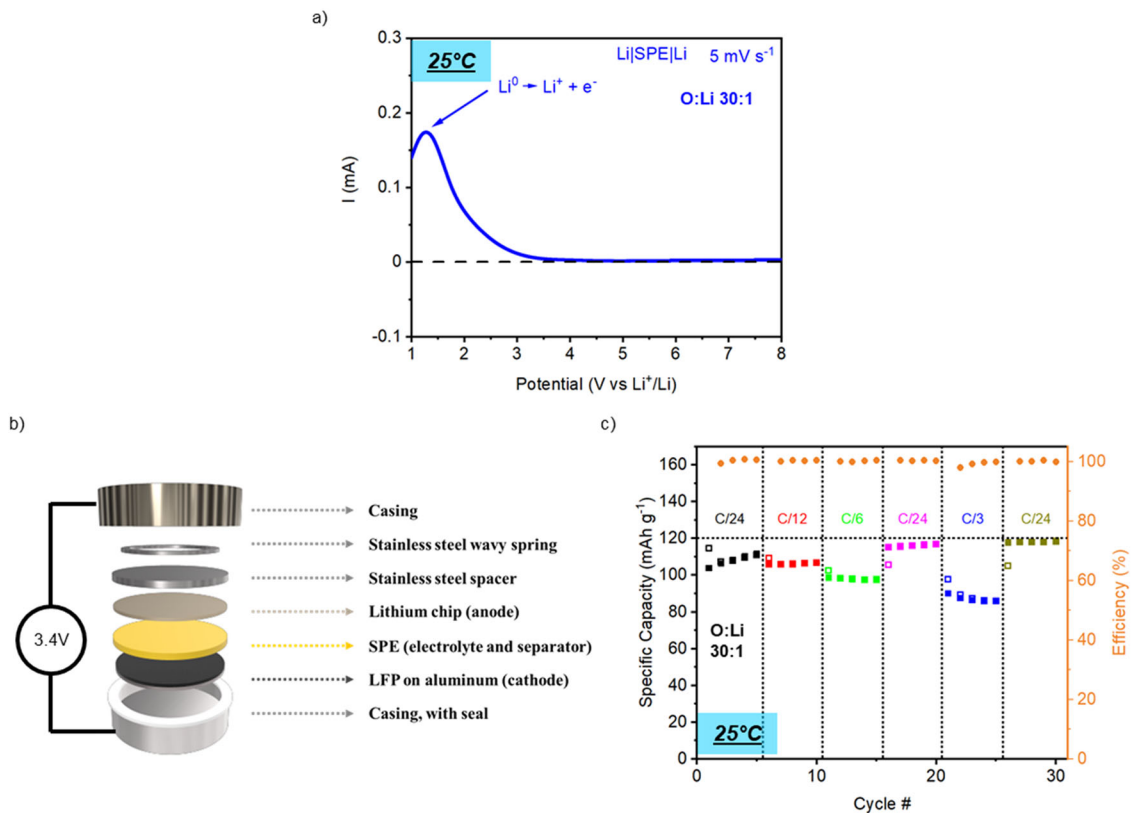 a)
0.3
25°C
Li|SPE|Li 5 mV s⁻¹
Li⁰ → Li⁺ + e⁻
O:Li 30:1
0.2
0.1
0
-0.1
I (mA)
1 2 3 4 5 6 7 8
Potential (V vs Li⁺/Li)
b)
3.4V
Casing
Stainless steel wavy spring
Stainless steel spacer
Lithium chip (anode)
SPE (electrolyte and separator)
LFP on aluminum (cathode)
Casing, with seal
c)
160
140
120
100
80
60
40
20
0
Specific Capacity (mAh g⁻¹)
C/24 C/12 C/6 C/24 C/3 C/24
O:Li
30:1
25°C
0 10 20 30
Cycle #
100
80
60
40
20
0
Efficiency (%)